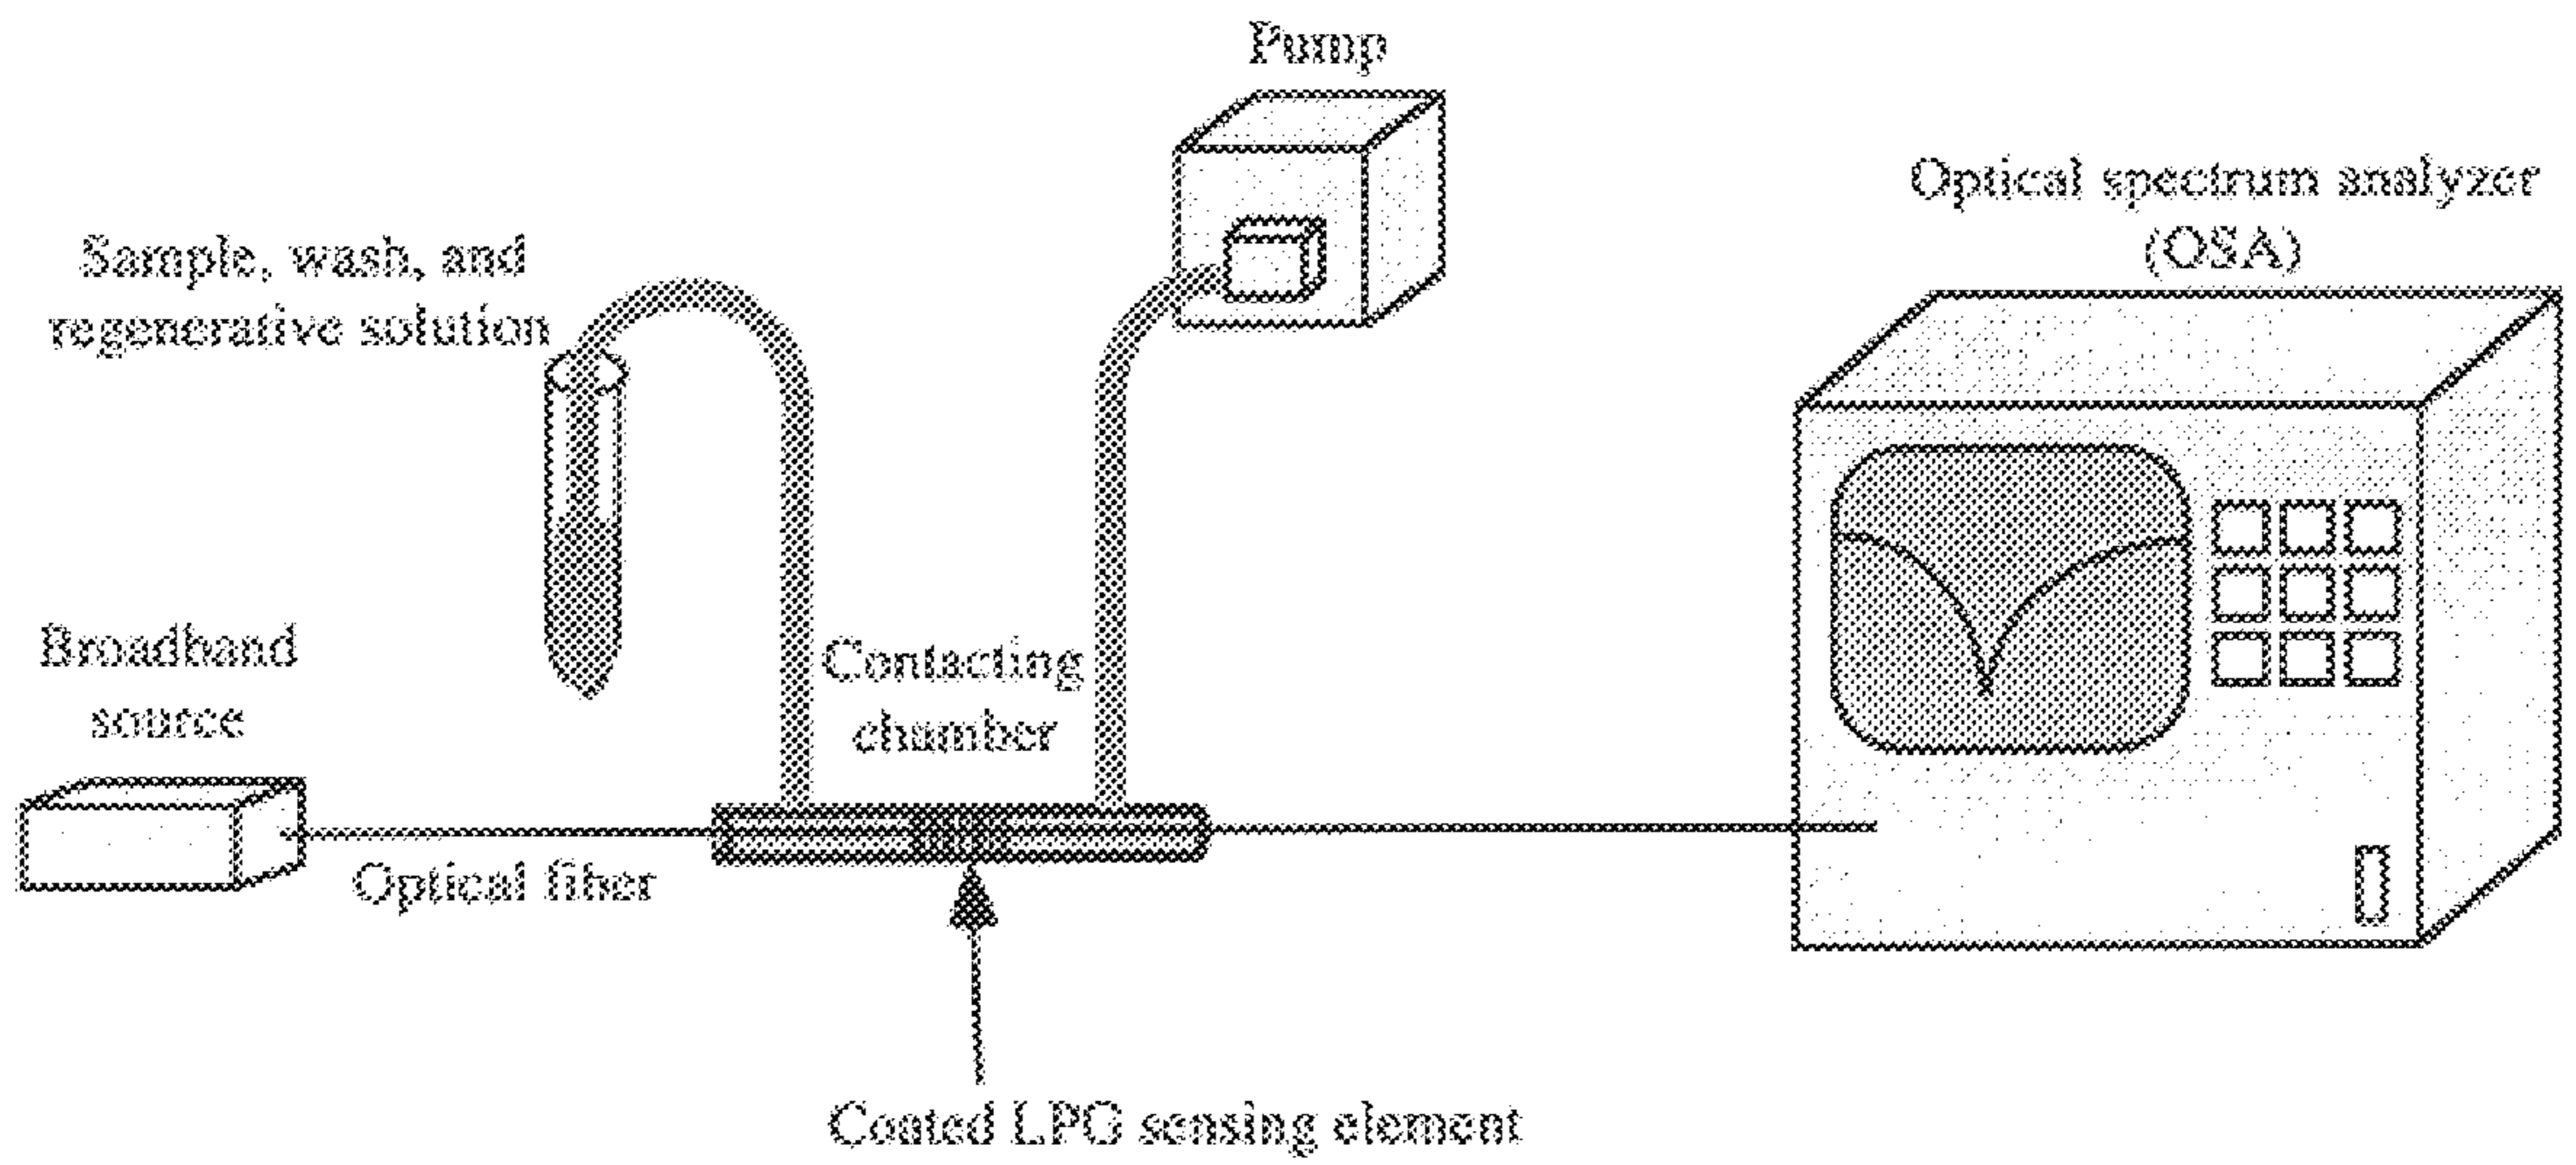 Pump
Optical spectrum analyzer
(OSA)
Sample, wash, and
regenerative solution
Broadband
source
Contacting
chamber
Optical fiber
Coated LPG sensing element